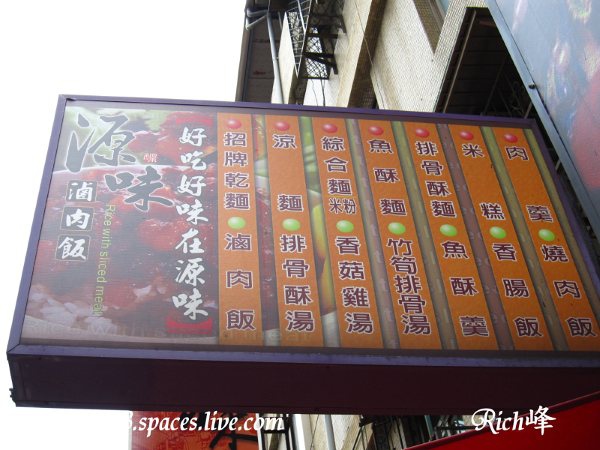 源味
滷肉飯
Rice with sliced meat
好吃好味在源味
招牌乾麵
滷肉飯
涼麵
排骨酥湯
綜合麵
米粉
香菇雞湯
魚酥麵
竹筍排骨湯
排骨酥麵
魚酥羹
米糕
香腸飯
肉羹
燒肉飯
.spaces.live.com
Rich峰